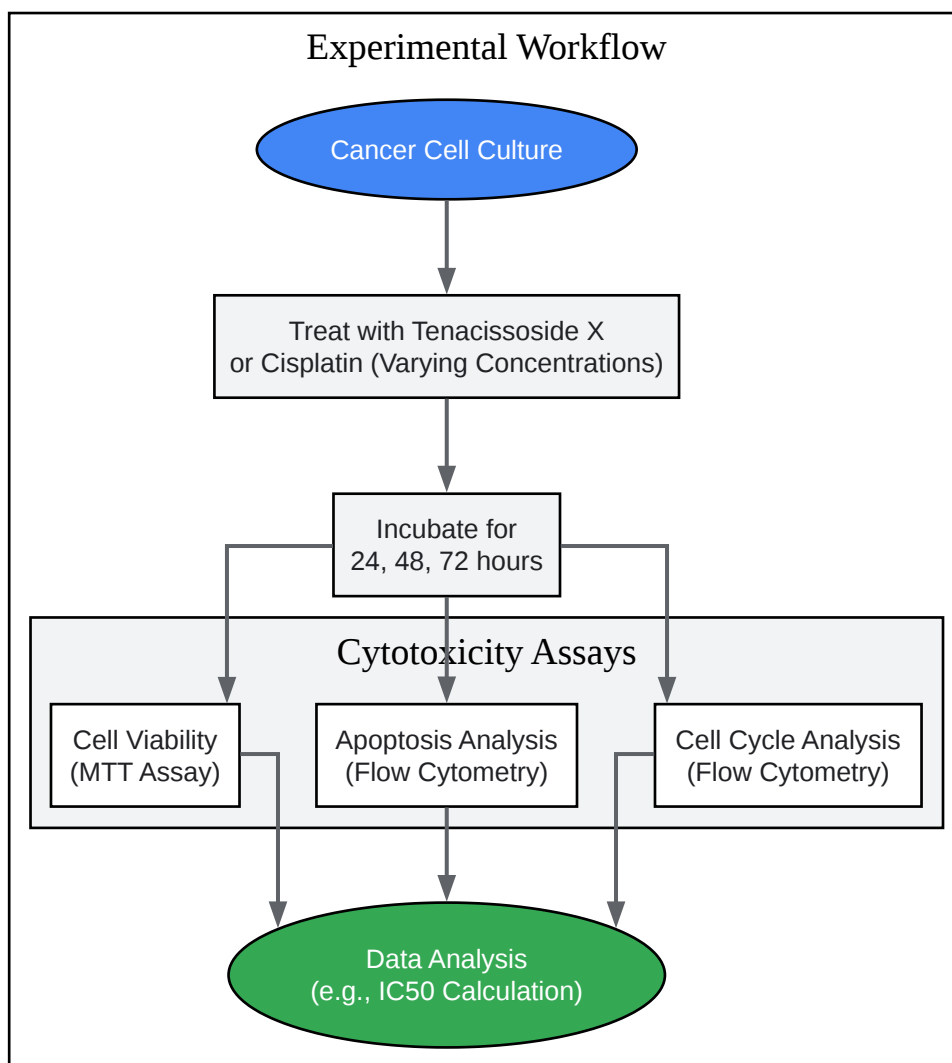 Experimental Workflow
Cancer Cell Culture
Treat with Tenacissoside X
or Cisplatin (Varying Concentrations)
Incubate for
24, 48, 72 hours
Cytotoxicity Assays
Cell Viability
(MTT Assay)
Apoptosis Analysis
(Flow Cytometry)
Cell Cycle Analysis
(Flow Cytometry)
Data Analysis
(e.g., IC50 Calculation)